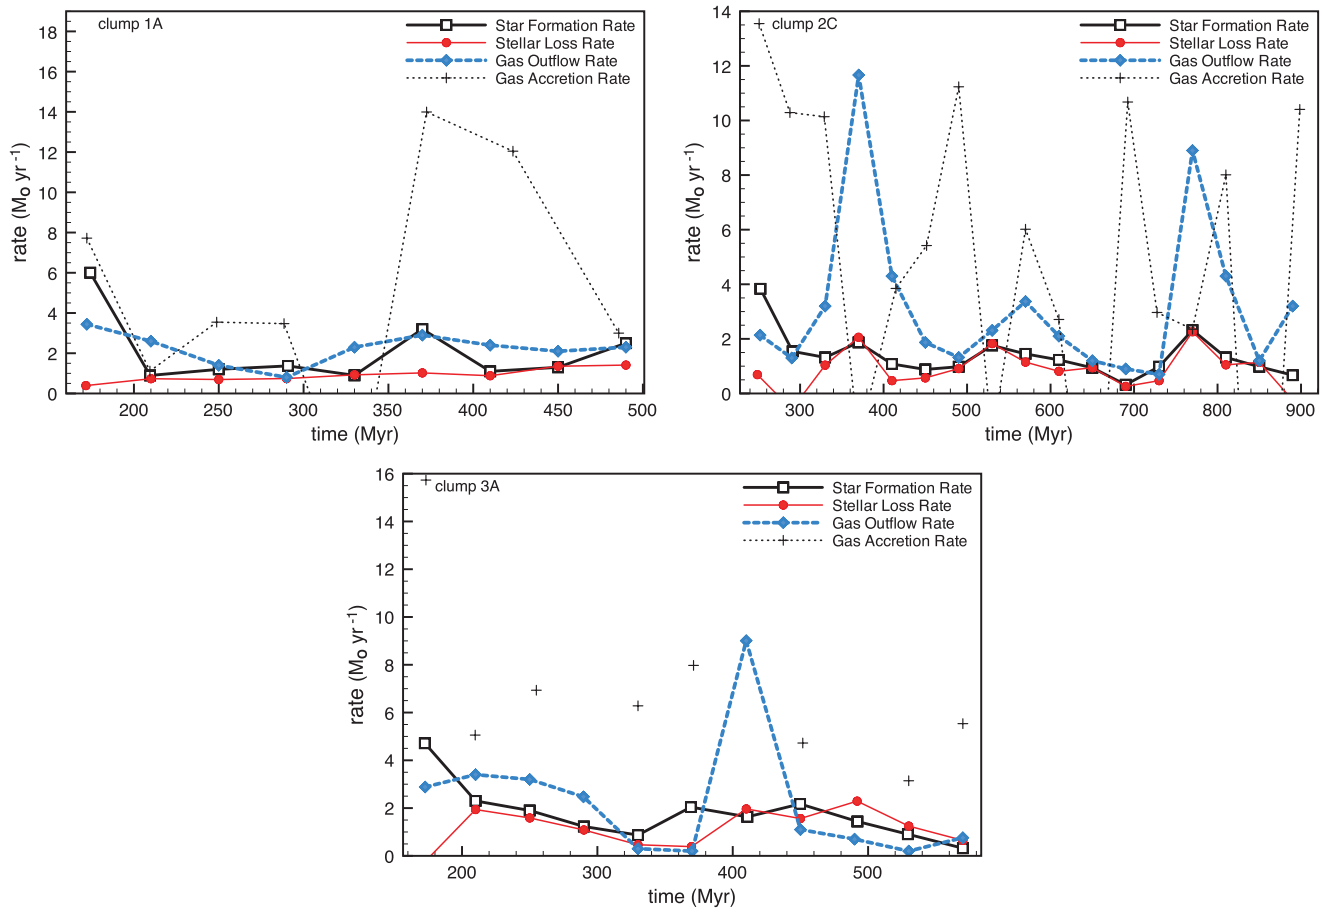 clump 1A
Star Formation Rate
Stellar Loss Rate
Gas Outflow Rate
Gas Accretion Rate
18
16
14
12
10
8
6
4
2
0
rate (M₀ yr⁻¹)
200 250 300 350 400 450 500
time (Myr)
clump 2C
Star Formation Rate
Stellar Loss Rate
Gas Outflow Rate
Gas Accretion Rate
14
12
10
8
6
4
2
0
rate (M₀ yr⁻¹)
300 400 500 600 700 800 900
time (Myr)
clump 3A
Star Formation Rate
Stellar Loss Rate
Gas Outflow Rate
Gas Accretion Rate
16
14
12
10
8
6
4
2
0
rate (M₀ yr⁻¹)
200 300 400 500
time (Myr)